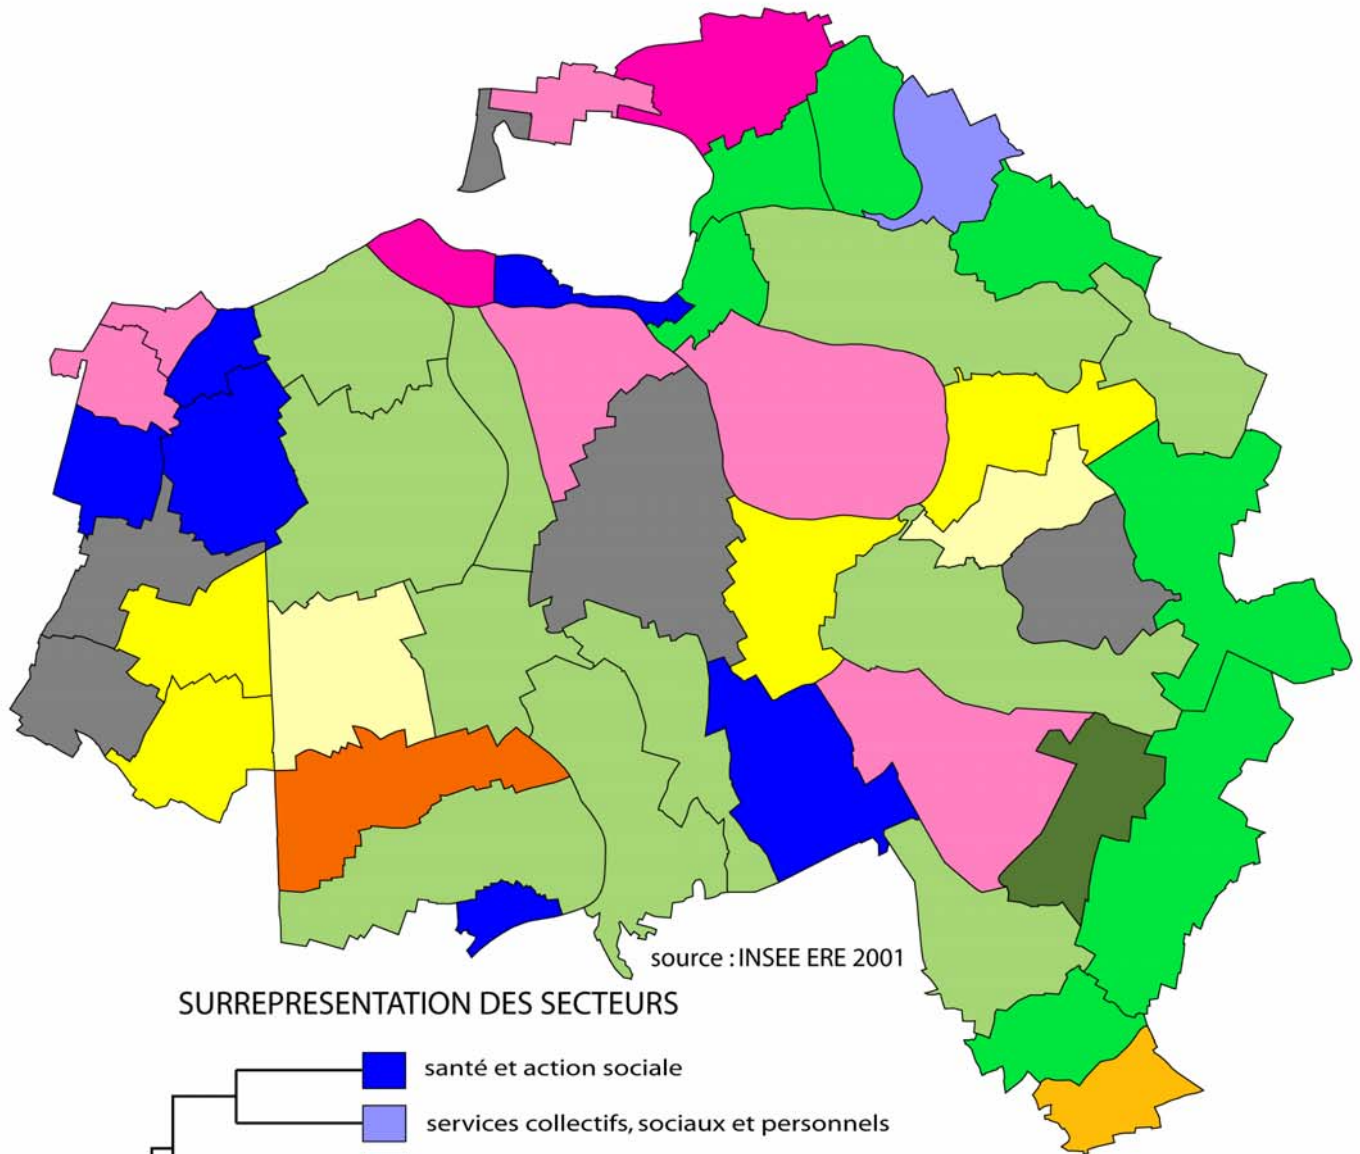 source : INSEE ERE 2001
SURREPRESENTATION DES SECTEURS
santé et action sociale
services collectifs, sociaux et personnels